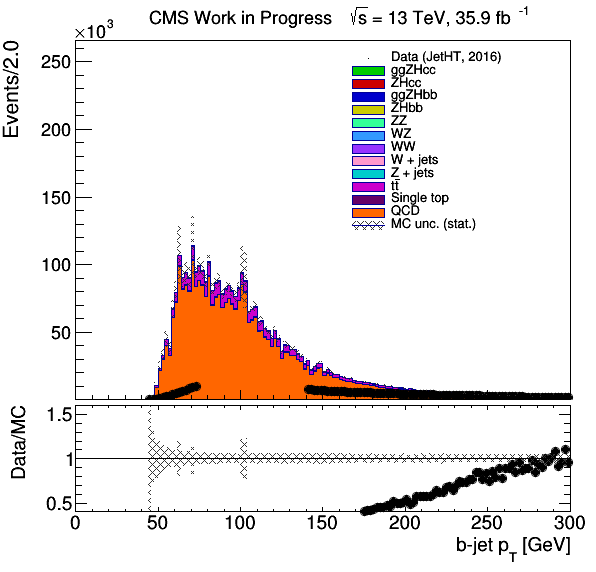 CMS Work in Progress √s = 13 TeV, 35.9 fb⁻¹
×10³
Events/2.0
250
200
150
100
50
Data (JetHT, 2016)
ggZHcc
ZHcc
ggZHbb
ZHbb
ZZ
WZ
WW
W + jets
Z + jets
tt̄
Single top
QCD
MC unc. (stat.)
Data/MC
1.5
1
0.5
0 50 100 150 200 250 300
b-jet p_T [GeV]